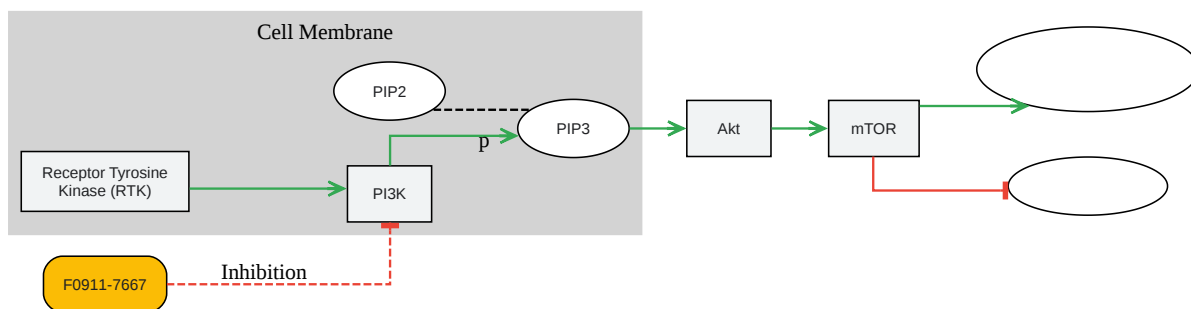 Cell Membrane
PIP2
PIP3
p
Akt
mTOR
Receptor Tyrosine
Kinase (RTK)
PI3K
F0911-7667
Inhibition